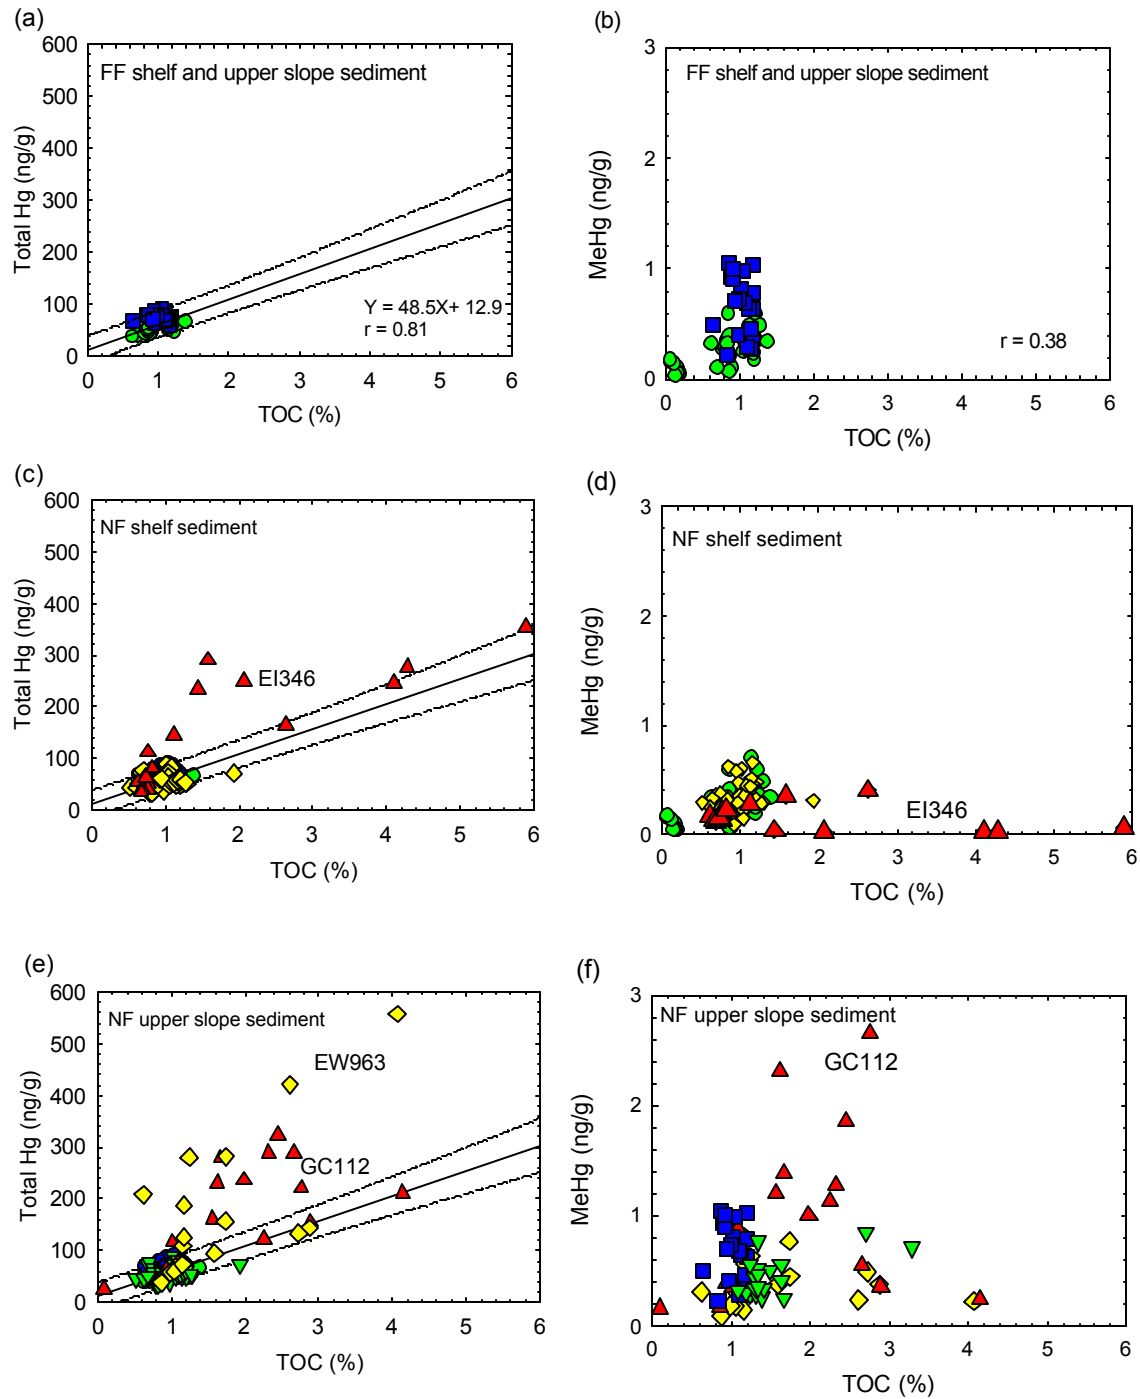 (a)
600
500
400
300
200
100
0
Total Hg (ng/g)
FF shelf and upper slope sediment
Y = 48.5X+ 12.9
r = 0.81
0 1 2 3 4 5 6
TOC (%)
(b)
3
2
1
0
MeHg (ng/g)
FF shelf and upper slope sediment
r = 0.38
0 1 2 3 4 5 6
TOC (%)
(c)
600
500
400
300
200
100
0
Total Hg (ng/g)
NF shelf sediment
EI346
0 1 2 3 4 5 6
TOC (%)
(d)
3
2
1
0
MeHg (ng/g)
NF shelf sediment
EI346
0 1 2 3 4 5 6
TOC (%)
(e)
600
500
400
300
200
100
0
Total Hg (ng/g)
NF upper slope sediment
EW963
GC112
0 1 2 3 4 5 6
TOC (%)
(f)
3
2
1
0
MeHg (ng/g)
NF upper slope sediment
GC112
0 1 2 3 4 5 6
TOC (%)